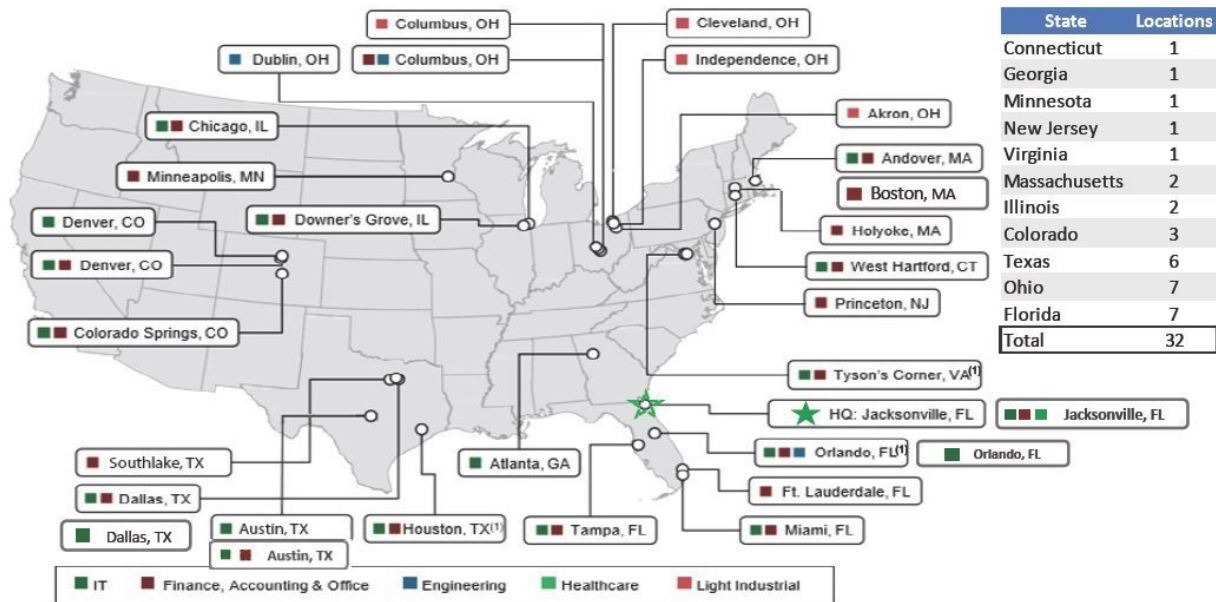 Columbus, OH
Cleveland, OH
Dublin, OH
Columbus, OH
Independence, OH
Chicago, IL
Akron, OH
Minneapolis, MN
Andover, MA
Boston, MA
Denver, CO
Downer's Grove, IL
Holyoke, MA
Denver, CO
West Hartford, CT
Colorado Springs, CO
Princeton, NJ
Tyson's Corner, VA(1)
HQ: Jacksonville, FL
Jacksonville, FL
Southlake, TX
Atlanta, GA
Orlando, FL(1)
Orlando, FL
Dallas, TX
Ft. Lauderdale, FL
Dallas, TX
Austin, TX
Houston, TX(1)
Tampa, FL
Miami, FL
Austin, TX
IT Finance, Accounting & Office Engineering Healthcare Light Industrial
State Locations
Connecticut 1
Georgia 1
Minnesota 1
New Jersey 1
Virginia 1
Massachusetts 2
Illinois 2
Colorado 3
Texas 6
Ohio 7
Florida 7
Total 32